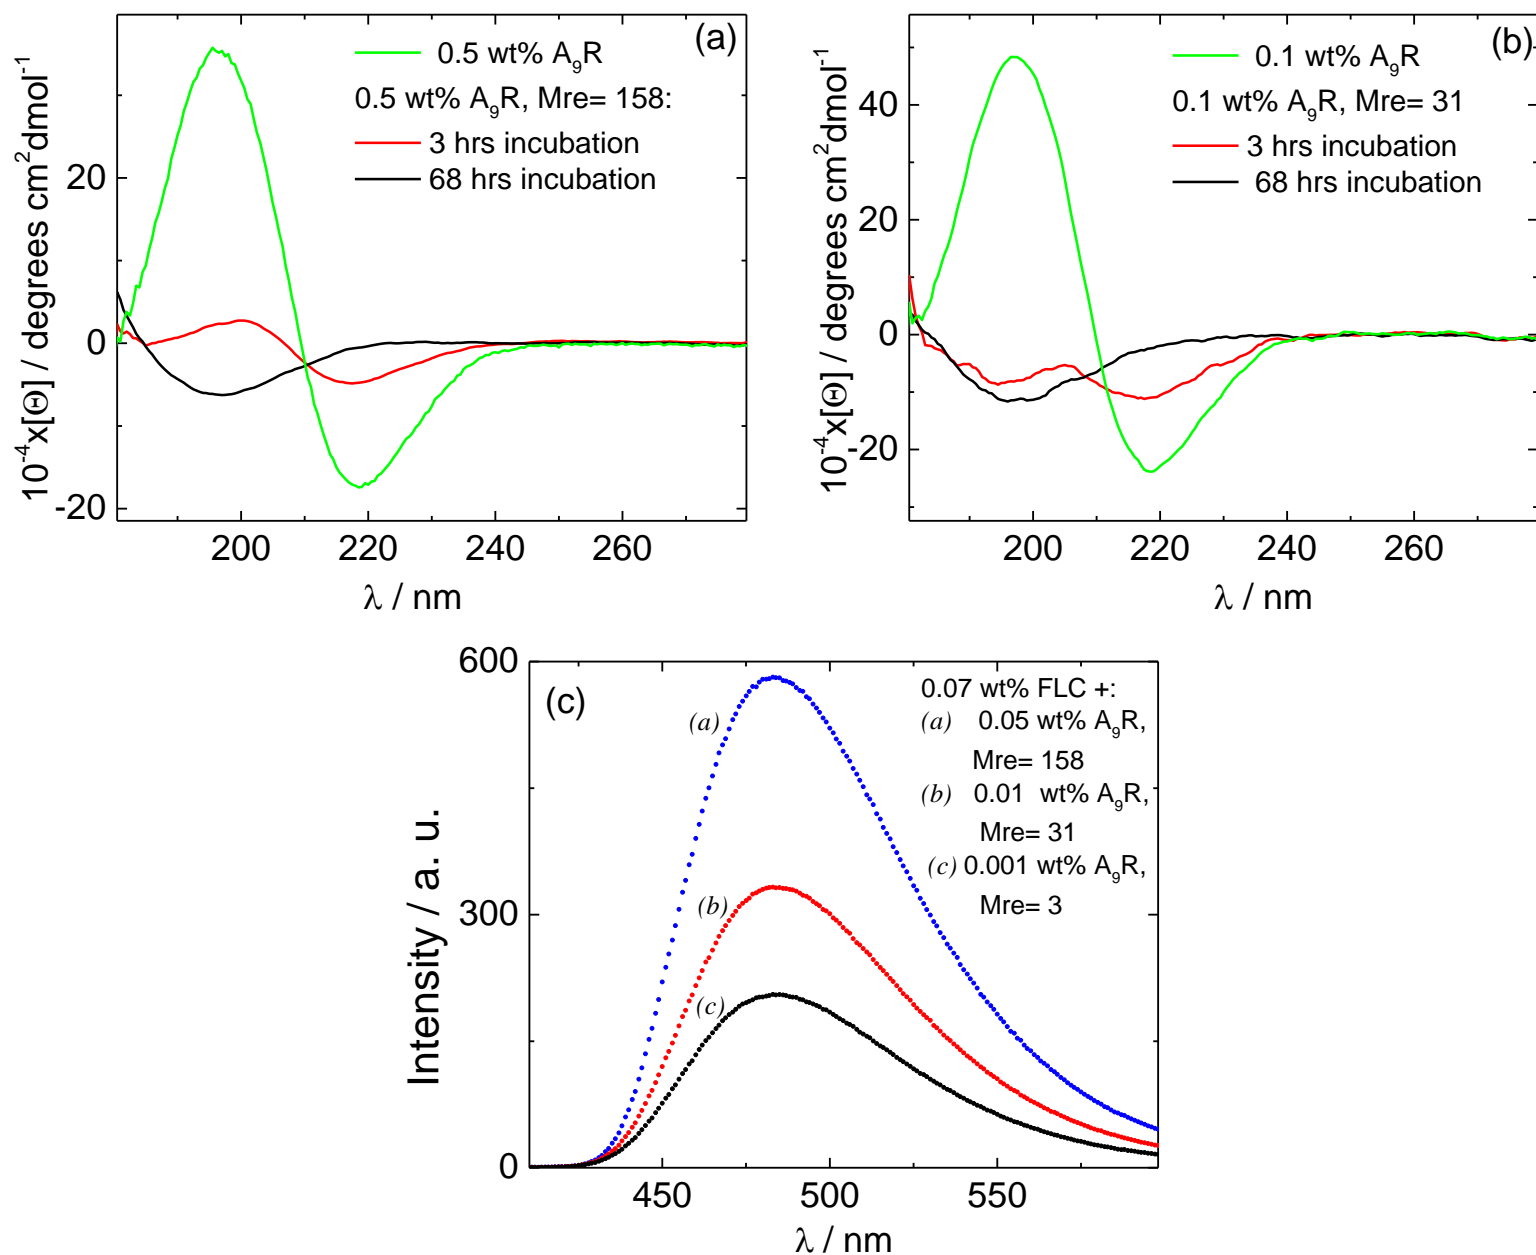 (a)
0.5 wt% A₉R
0.5 wt% A₉R, Mre= 158:
3 hrs incubation
68 hrs incubation
10⁻⁴x[Θ] / degrees cm²dmol⁻¹
20
0
-20
200 220 240 260
λ / nm
(b)
0.1 wt% A₉R
0.1 wt% A₉R, Mre= 31
3 hrs incubation
68 hrs incubation
10⁻⁴x[Θ] / degrees cm²dmol⁻¹
40
20
0
-20
200 220 240 260
λ / nm
(c)
0.07 wt% FLC +:
(a) 0.05 wt% A₉R,
Mre= 158
(b) 0.01 wt% A₉R,
Mre= 31
(c) 0.001 wt% A₉R,
Mre= 3
(a)
(b)
(c)
Intensity / a. u.
600
300
0
450 500 550
λ / nm